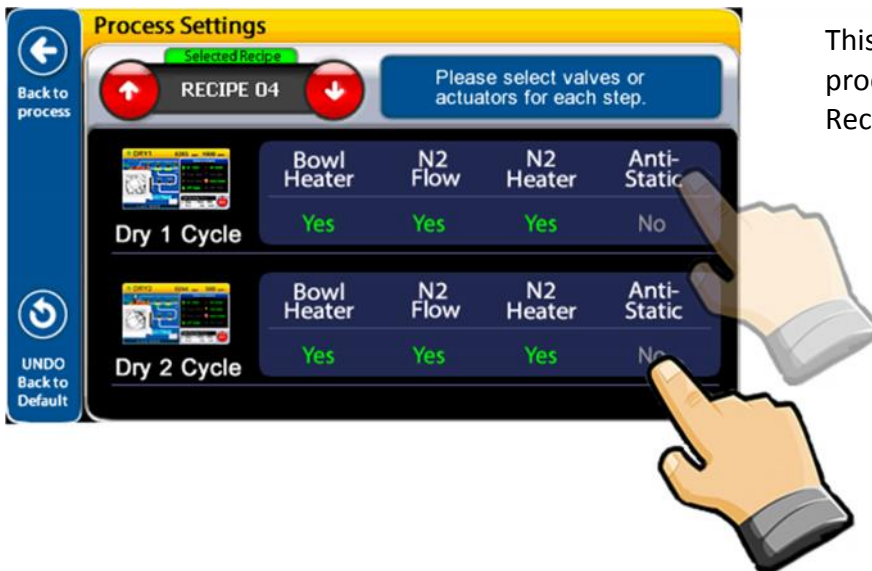 Process Settings
Back to
process
Selected Recipe
RECIPE 04
Please select valves or
actuators for each step.
This
Bowl
Heater
N2
Flow
N2
Heater
Anti-
Static
Dry 1 Cycle
Yes
Yes
Yes
No
Bowl
Heater
N2
Flow
N2
Heater
Anti-
Static
Dry 2 Cycle
Yes
Yes
Yes
No
UNDO
Back to
Default